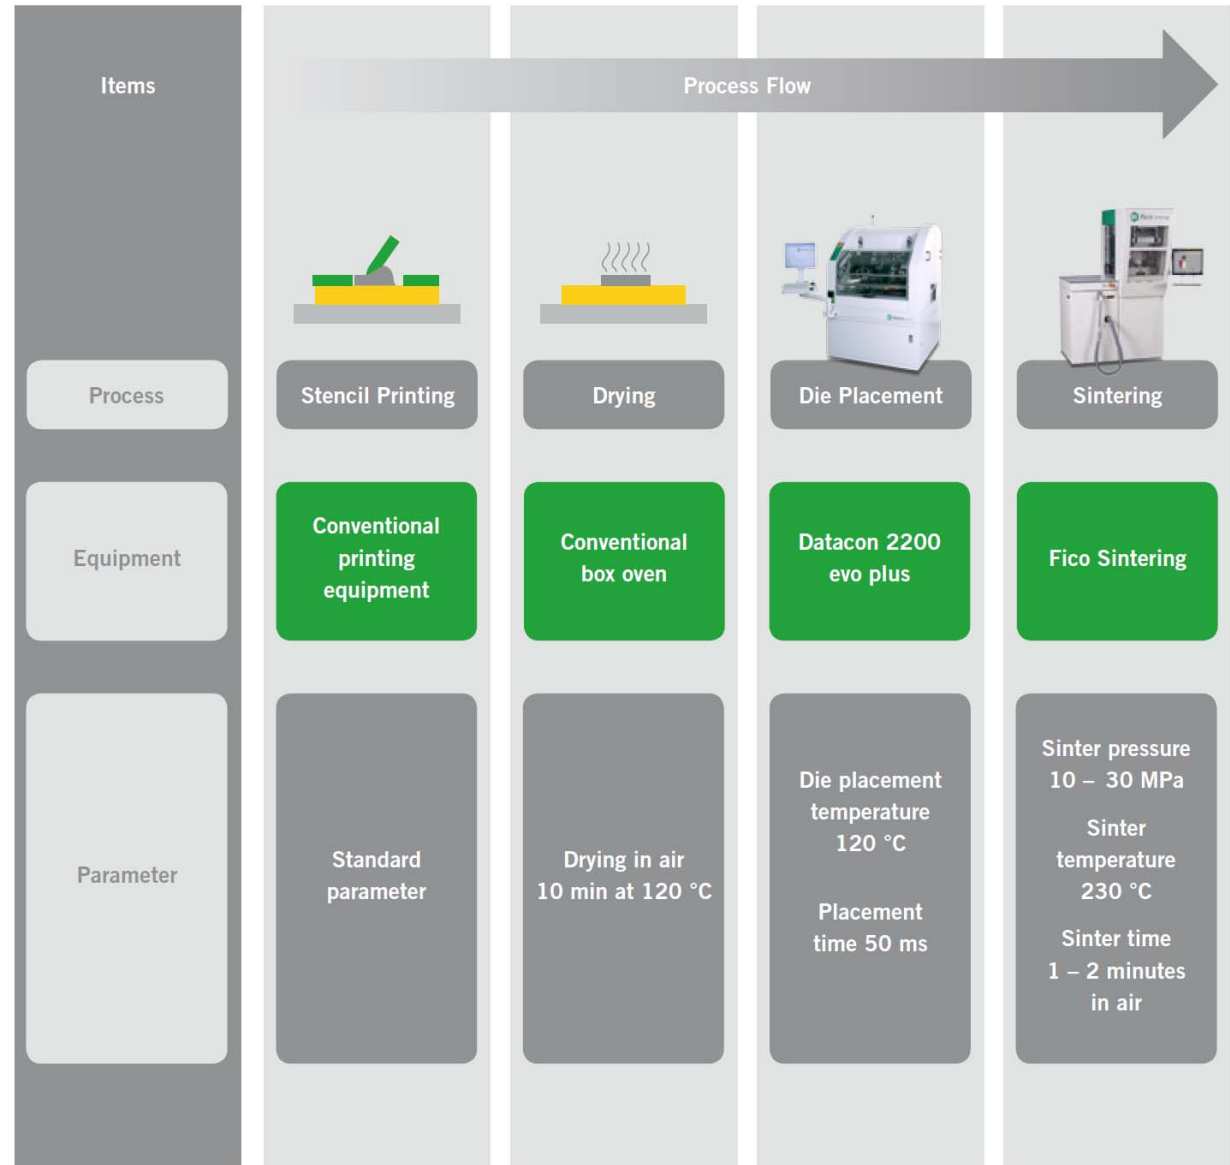 Items
Process Flow
Process
Stencil Printing
Drying
Die Placement
Sintering
Equipment
Conventional
printing
equipment
Conventional
box oven
Datacon 2200
evo plus
Fico Sintering
Parameter
Standard
parameter
Drying in air
10 min at 120 °C
Die placement
temperature
120 °C
Placement
time 50 ms
Sinter pressure
10 – 30 MPa
Sinter
temperature
230 °C
Sinter time
1 – 2 minutes
in air